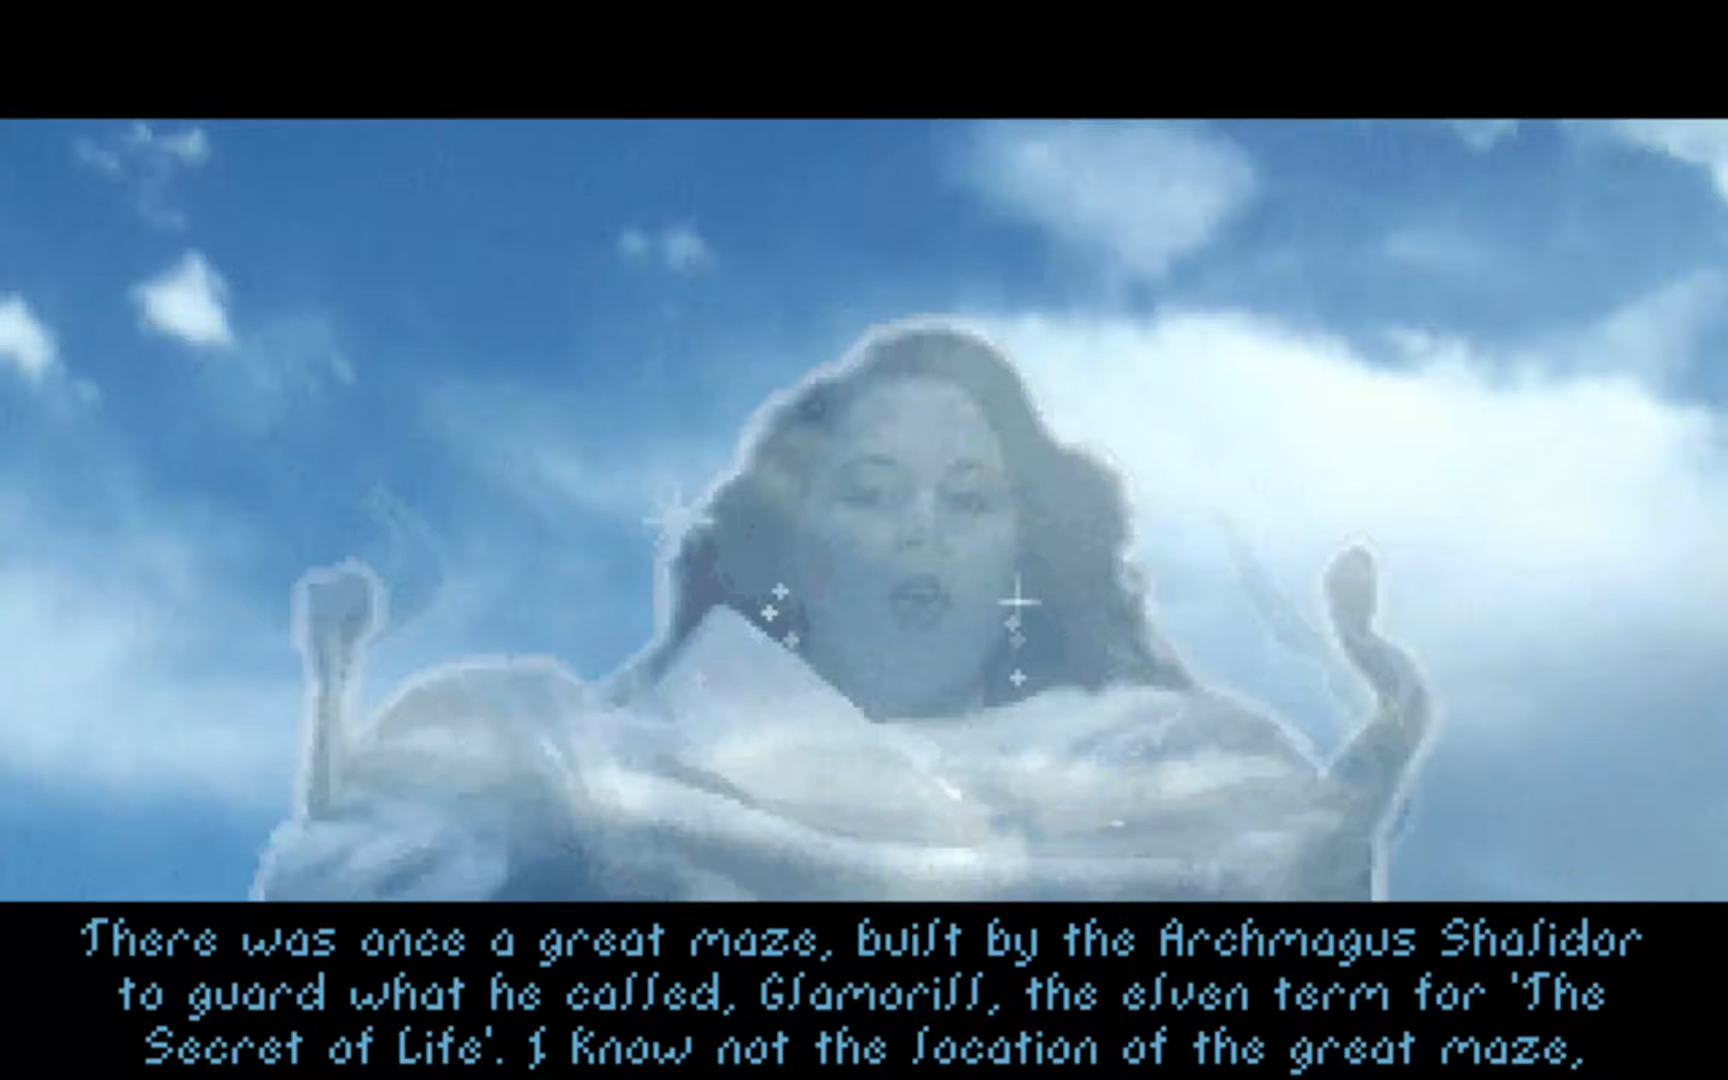 There was once a great maze, built by the Archmagus Shalidor
to guard what he called, Glamorill, the elven term for 'The
Secret of Life'. I know not the location of the great maze,